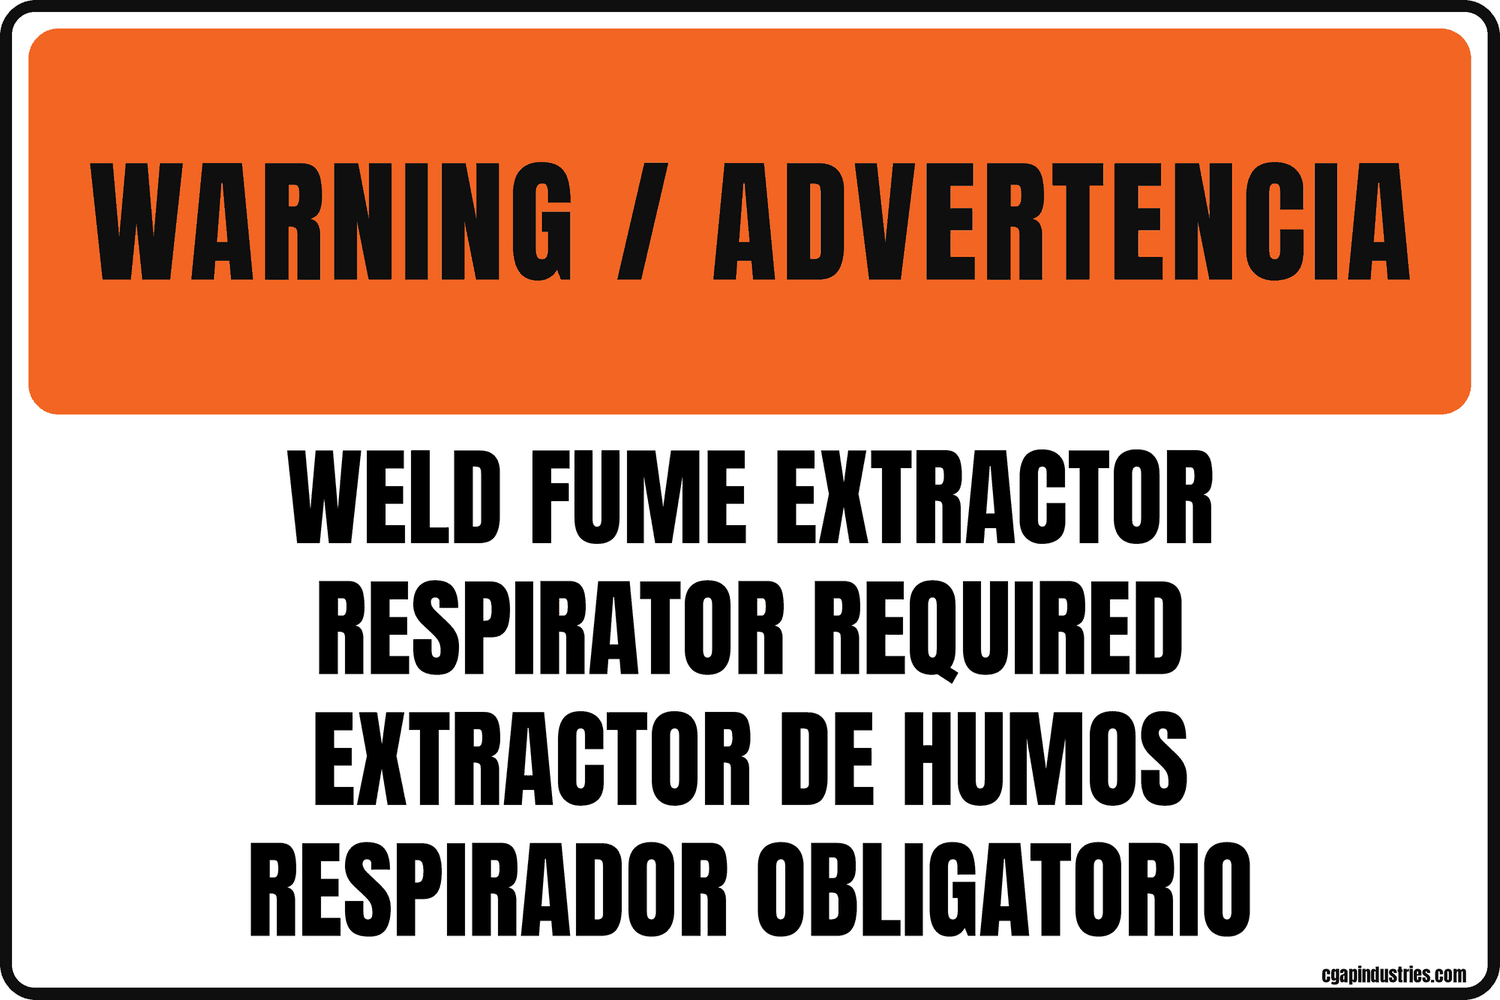 WARNING / ADVERTENCIA
WELD FUME EXTRACTOR
RESPIRATOR REQUIRED
EXTRACTOR DE HUMOS
RESPIRADOR OBLIGATORIO
cgapindustries.com